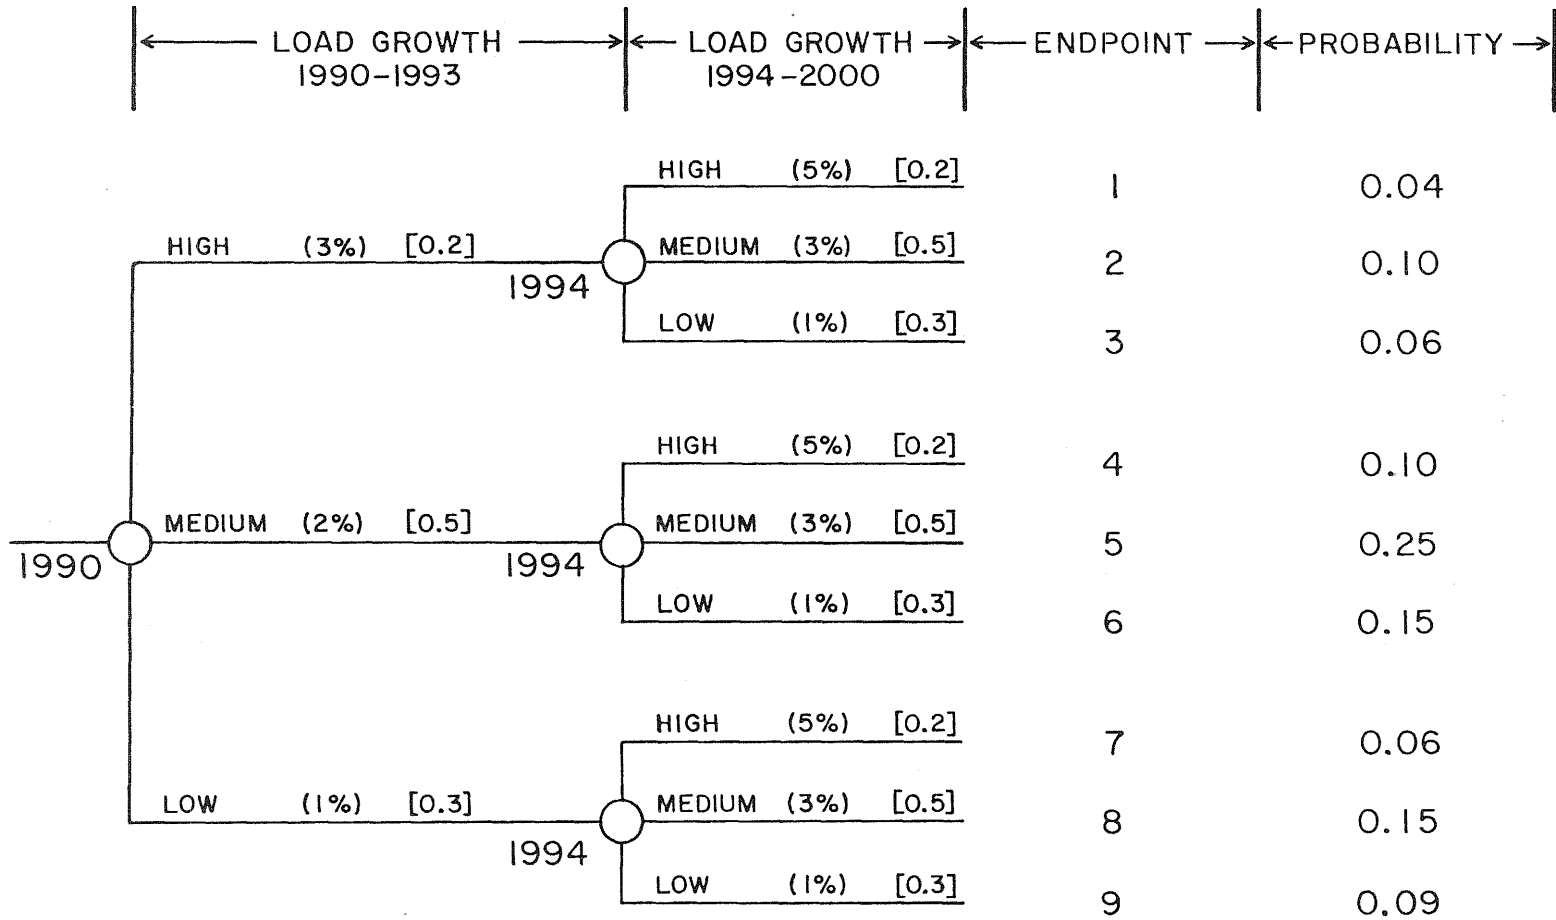 LOAD GROWTH
1990-1993
LOAD GROWTH
1994-2000
ENDPOINT
PROBABILITY
HIGH (5%) [0.2] 1 0.04
HIGH (3%) [0.2] MEDIUM (3%) [0.5] 2 0.10
1994
LOW (1%) [0.3] 3 0.06
HIGH (5%) [0.2] 4 0.10
MEDIUM (2%) [0.5] MEDIUM (3%) [0.5] 5 0.25
1990 1994
LOW (1%) [0.3] 6 0.15
HIGH (5%) [0.2] 7 0.06
LOW (1%) [0.3] MEDIUM (3%) [0.5] 8 0.15
1994
LOW (1%) [0.3] 9 0.09